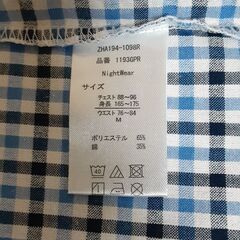 ZHA194-1098R
品番 1193GPR
NightWear
サイズ
チェスト 88~96
身長 165~175
ウエスト 76~84
M
ポリエステル 65%
綿 35%
40